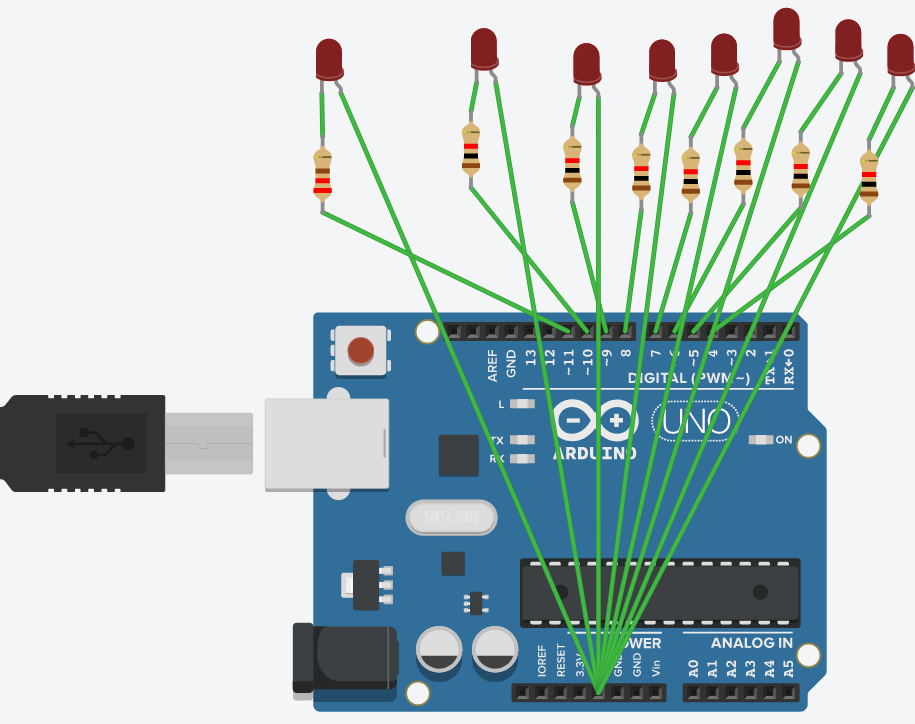 AREF
GND
13
12
~11
~10
~9
8
7
6
~5
4
~3
2
TX→1
RX←0
DIGITAL (PWM~)
L
TX
RX
UNO
ON
ARDUINO
SPK16.000G
IOREF
RESET
3.3V
GND
GND
Vin
ANALOG IN
A0
A1
A2
A3
A4
A5